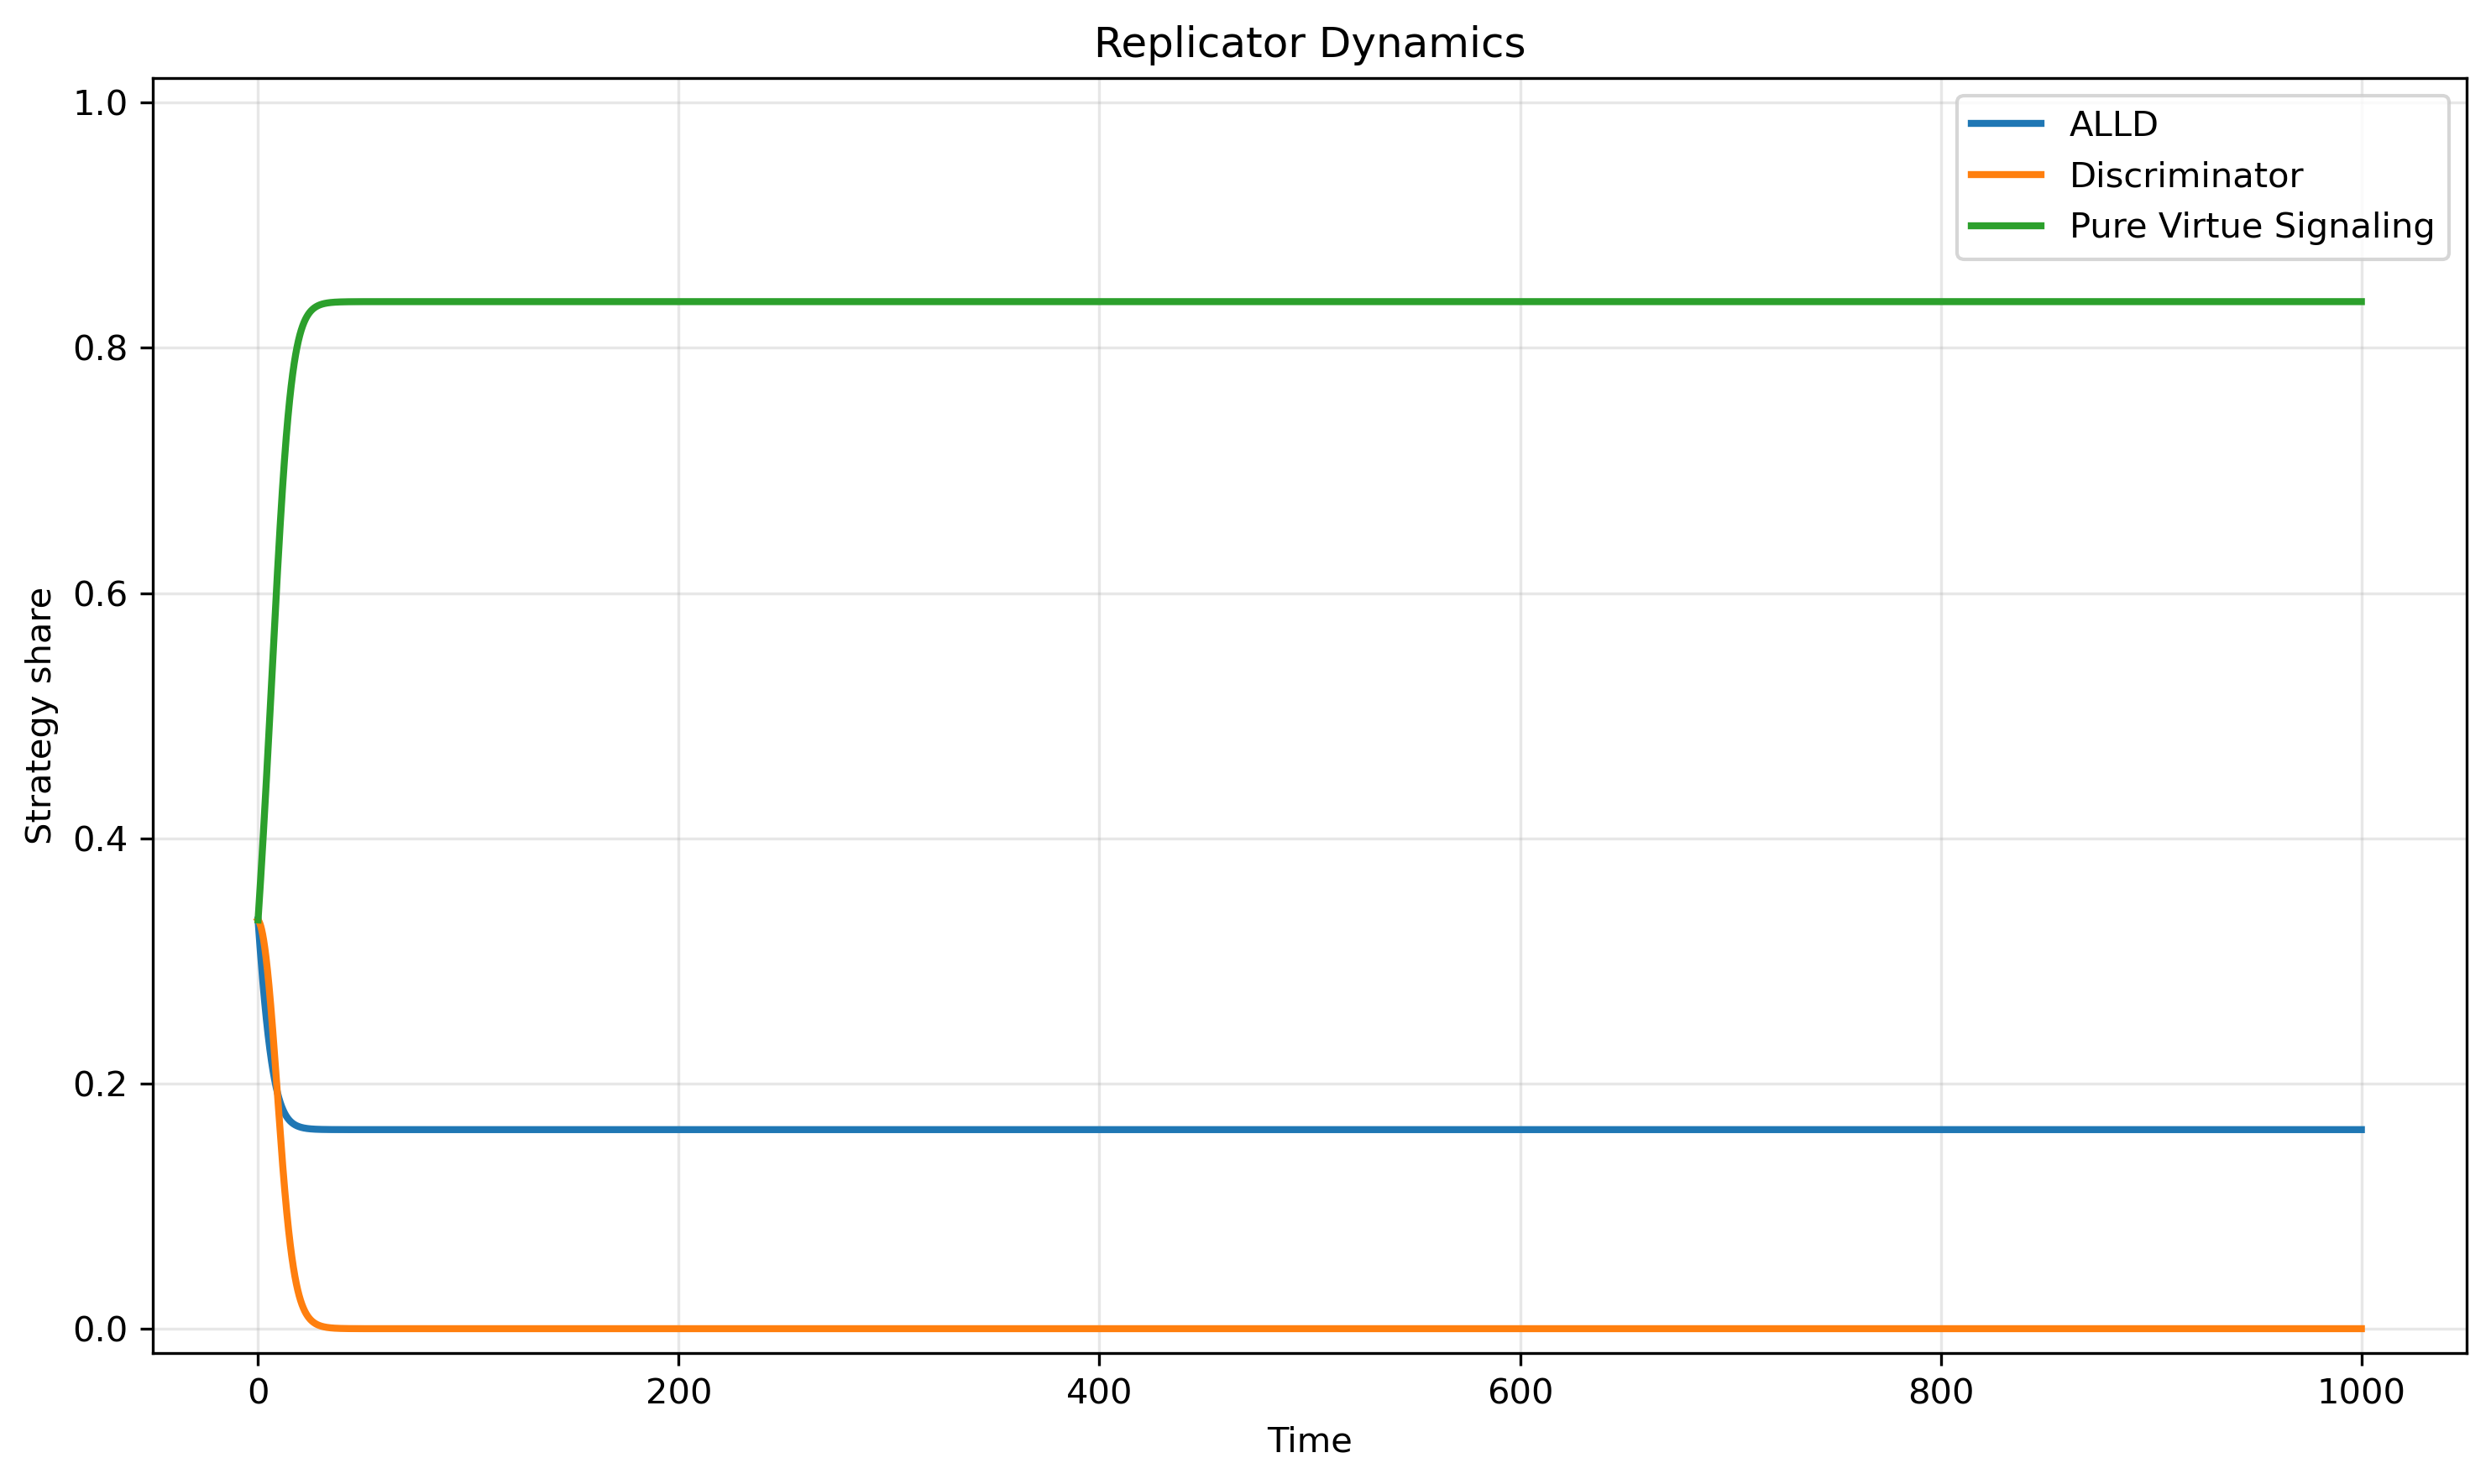 Replicator Dynamics
ALLD
Discriminator
Pure Virtue Signaling
Strategy share
1.0
0.8
0.6
0.4
0.2
0.0
0 200 400 600 800 1000
Time